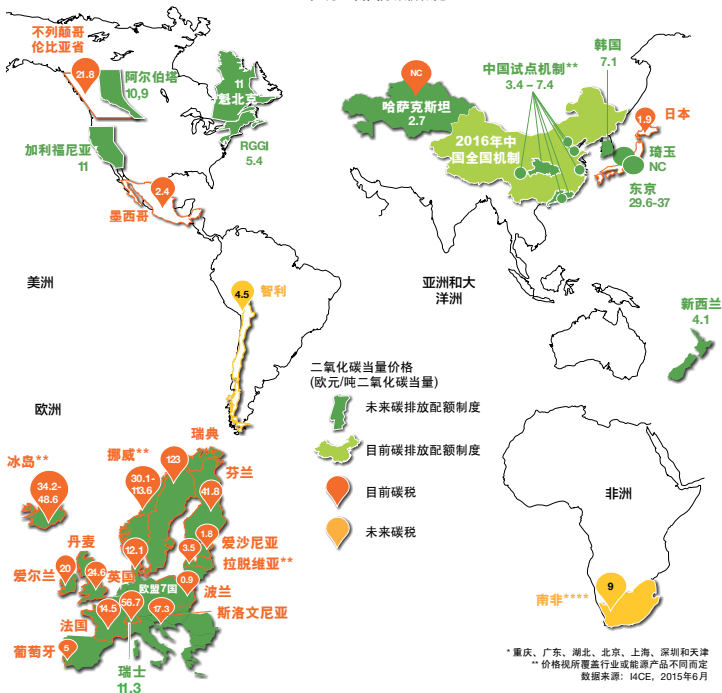 不列颠哥
伦比亚省
21.8
阿尔伯塔
10,9
11
魁北克
加利福尼亚
11
RGGI
5.4
2.4
墨西哥
美洲
4.5
智利
NC
哈萨克斯坦
2.7
中国试点机制**
3.4 – 7.4
韩国
7.1
2016年中
国全国机制
1.9
日本
琦玉
NC
东京
29.6-37
亚洲和大
洋洲
新西兰
4.1
二氧化碳当量价格
(欧元/吨二氧化碳当量)
未来碳排放配额制度
目前碳排放配额制度
目前碳税
未来碳税
欧洲
冰岛**
34.2-
48.6
挪威**
30.1-
113.6
瑞典
123
芬兰
41.8
丹麦
12.1
1.8
爱沙尼亚
3.5
拉脱维亚**
爱尔兰
20
24.6
英国
欧盟7国
0.9
波兰
法国
14.5
56.7
17.3
斯洛文尼亚
葡萄牙
5
瑞士
11.3
非洲
9
南非****
* 重庆、广东、湖北、北京、上海、深圳和天津
** 价格视所覆盖行业或能源产品不同而定
数据来源：I4CE，2015年6月